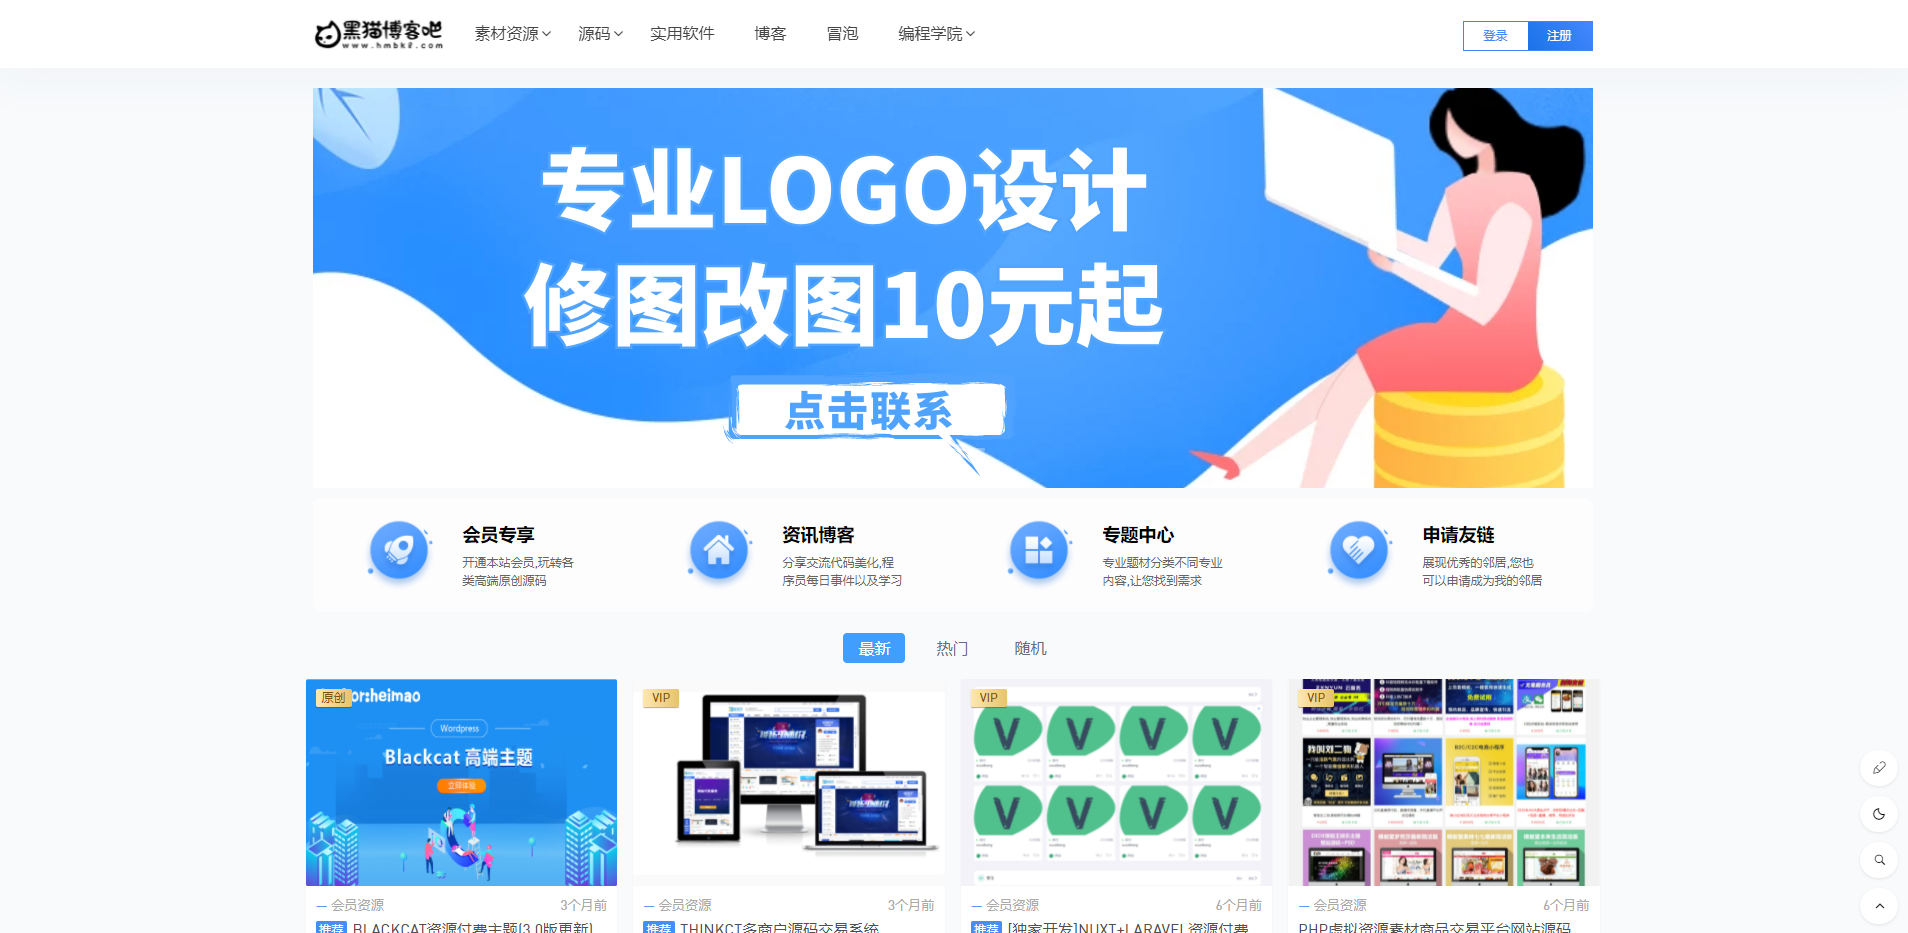 黑猫博客吧
www.hmbk8.com
素材资源 源码 实用软件 博客 冒泡 编程学院
登录 注册
专业LOGO设计
修图改图10元起
点击联系
会员专享
开通本站会员,玩转各
类高端原创源码
资讯博客
分享交流代码美化,程
序员每日事件以及学习
专题中心
专业题材分类不同专业
内容,让您找到需求
申请友链
展现优秀的邻居,您也
可以申请成为我的邻居
最新 热门 随机
原创
or:heimao
Wordpress
Blackcat 高端主题
立即体验
会员资源 3个月前
推荐 BLACKCAT资源付费主题(3.0版更新)
VIP
会员资源 3个月前
推荐 THINKCT多商户源码交易系统
VIP
V V V V
V V V V
会员资源 6个月前
推荐 [独家开发]NUXT+LARAVEL资源付费
VIP
会员资源 6个月前
PHP虚拟资源素材商品交易平台网站源码